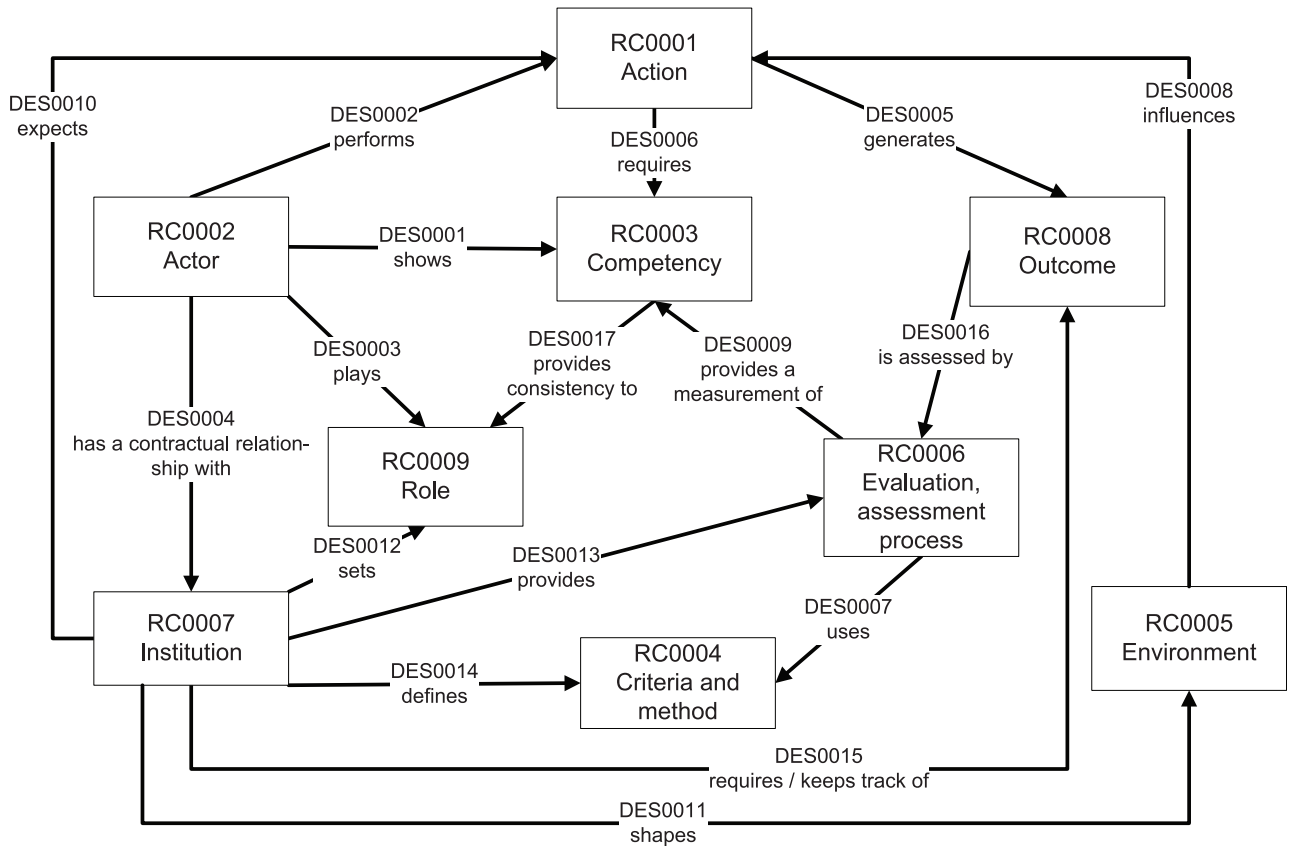 RC0001
Action
DES0010
expects
DES0002
performs
DES0006
requires
DES0005
generates
DES0008
influences
RC0002
Actor
DES0001
shows
RC0003
Competency
RC0008
Outcome
DES0003
plays
DES0017
provides
consistency to
DES0009
provides a
measurement of
DES0016
is assessed by
DES0004
has a contractual relation-
ship with
RC0009
Role
RC0006
Evaluation,
assessment
process
DES0012
sets
DES0013
provides
DES0007
uses
RC0007
Institution
DES0014
defines
RC0004
Criteria and
method
RC0005
Environment
DES0015
requires / keeps track of
DES0011
shapes